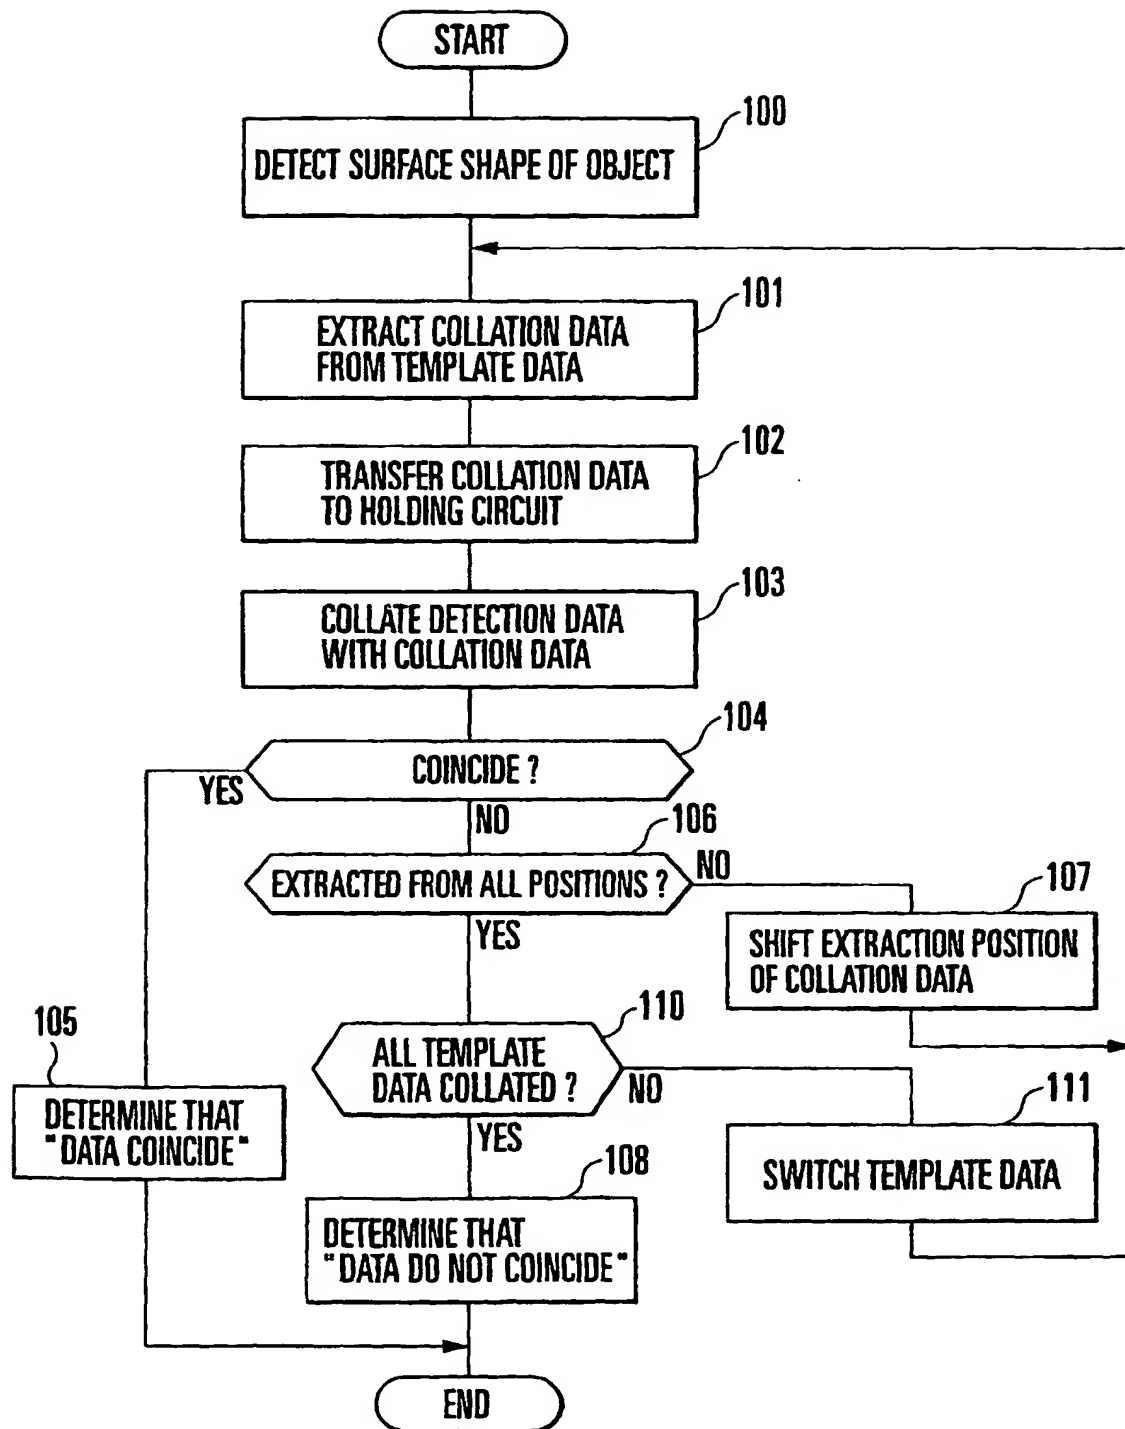 START
100
DETECT SURFACE SHAPE OF OBJECT
101
EXTRACT COLLATION DATA
FROM TEMPLATE DATA
102
TRANSFER COLLATION DATA
TO HOLDING CIRCUIT
103
COLLATE DETECTION DATA
WITH COLLATION DATA
104
COINCIDE ?
YES
NO
106
EXTRACTED FROM ALL POSITIONS ?
NO
YES
107
SHIFT EXTRACTION POSITION
OF COLLATION DATA
105
DETERMINE THAT
"DATA COINCIDE"
110
ALL TEMPLATE
DATA COLLATED ?
NO
YES
111
SWITCH TEMPLATE DATA
108
DETERMINE THAT
"DATA DO NOT COINCIDE"
END